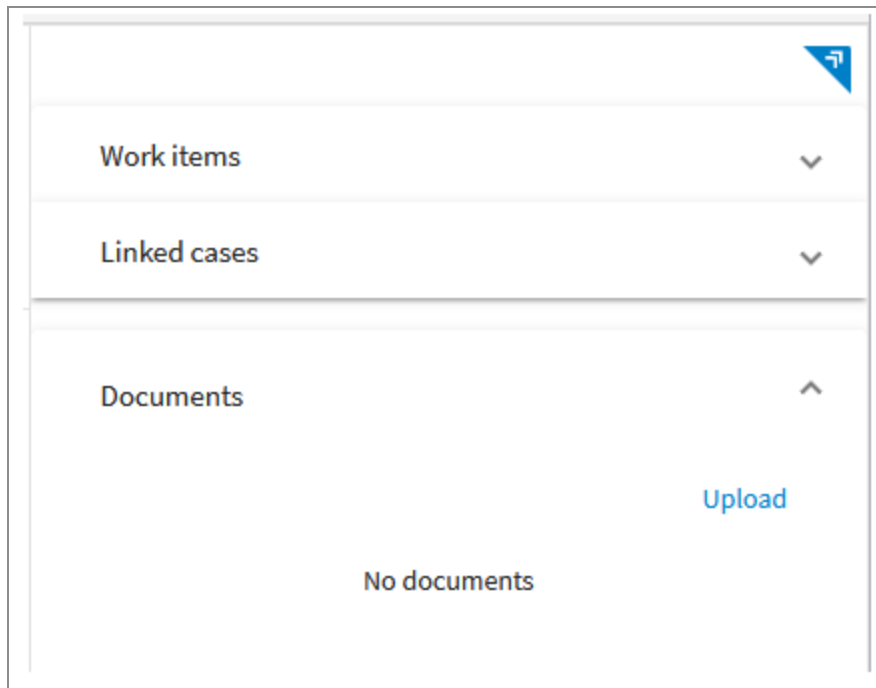 Work items
Linked cases
Documents
Upload
No documents